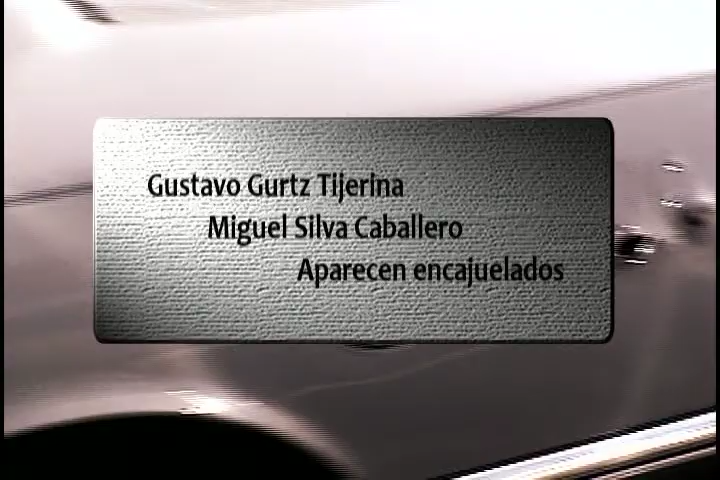 Gustavo Gurtz Tijerina
Miguel Silva Caballero
Aparecen encajuelados